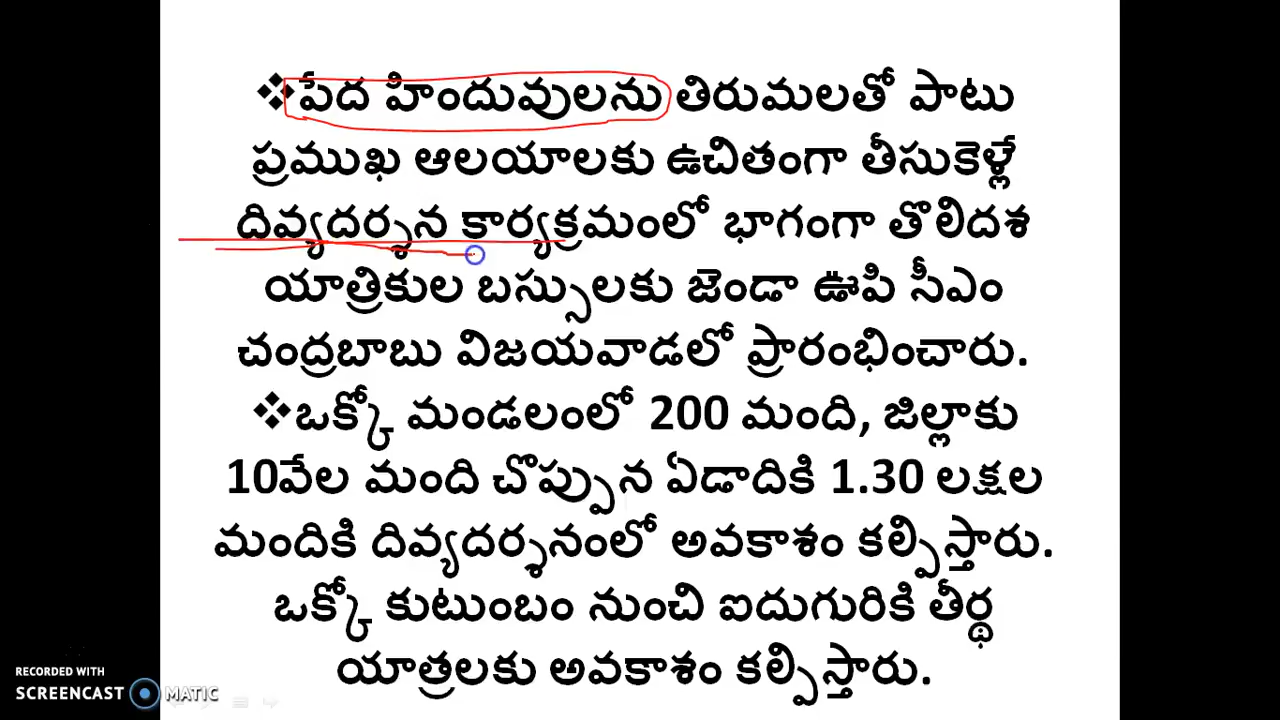 ❖పేద హిందువులను తిరుమలతో పాటు
ప్రముఖ ఆలయాలకు ఉచితంగా తీసుకెళ్లే
దివ్యదర్శన కార్యక్రమంలో భాగంగా తొలిదశ
యాత్రికుల బస్సులకు జెండా ఊపి సీఎం
చంద్రబాబు విజయవాడలో ప్రారంభించారు.
❖ఒక్కో మండలంలో 200 మంది, జిల్లాకు
10వేల మంది చొప్పున ఏడాదికి 1.30 లక్షల
మందికి దివ్యదర్శనంలో అవకాశం కల్పిస్తారు.
ఒక్కో కుటుంబం నుంచి ఐదుగురికి తీర్థ
యాత్రలకు అవకాశం కల్పిస్తారు.
RECORDED WITH
SCREENCAST MATIC